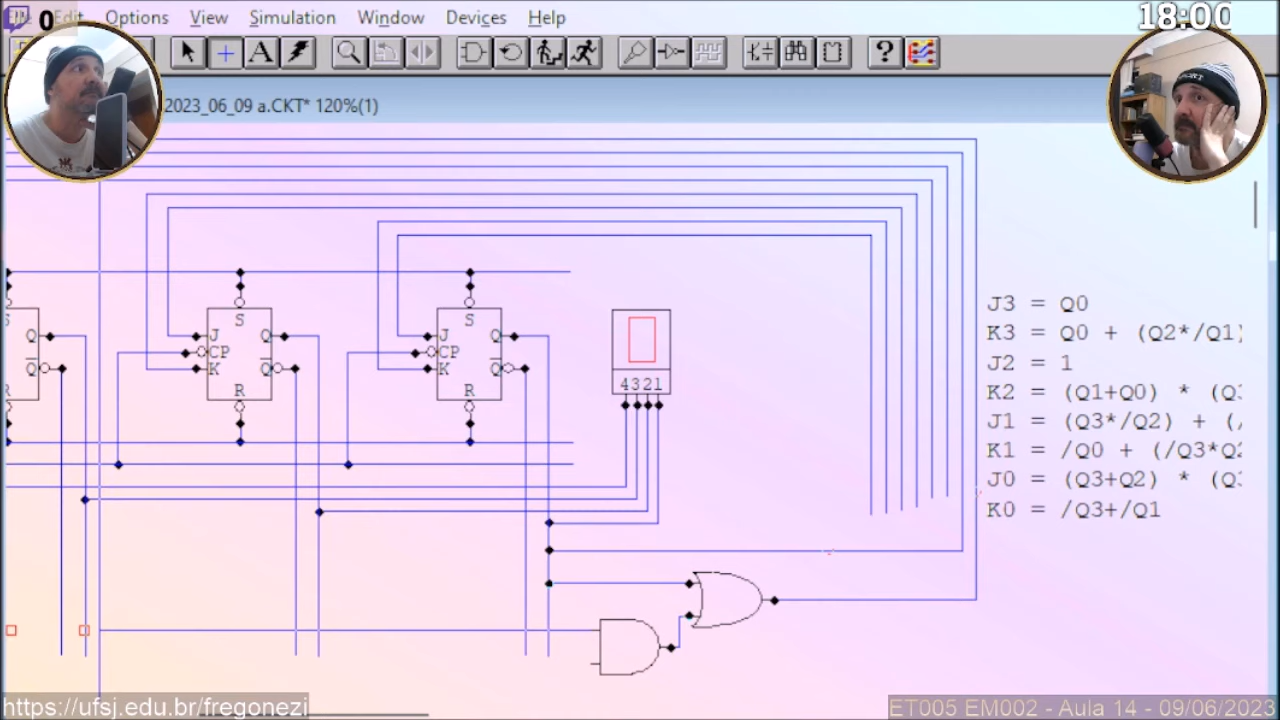 Edit Options View Simulation Window Devices Help
0
18:00
A
?
2023_06_09 a.CKT* 120%(1)
S
Q
Q
R
S
J Q
CP
K Q
R
S
J Q
CP
K Q
R
4321
J3 = Q0
K3 = Q0 + (Q2*/Q1)
J2 = 1
K2 = (Q1+Q0) * (Q
J1 = (Q3*/Q2) + (/
K1 = /Q0 + (/Q3*Q2
J0 = (Q3+Q2) * (Q
K0 = /Q3+/Q1
https://ufsj.edu.br/fregonezi
ET005 EM002 - Aula 14 - 09/06/2023